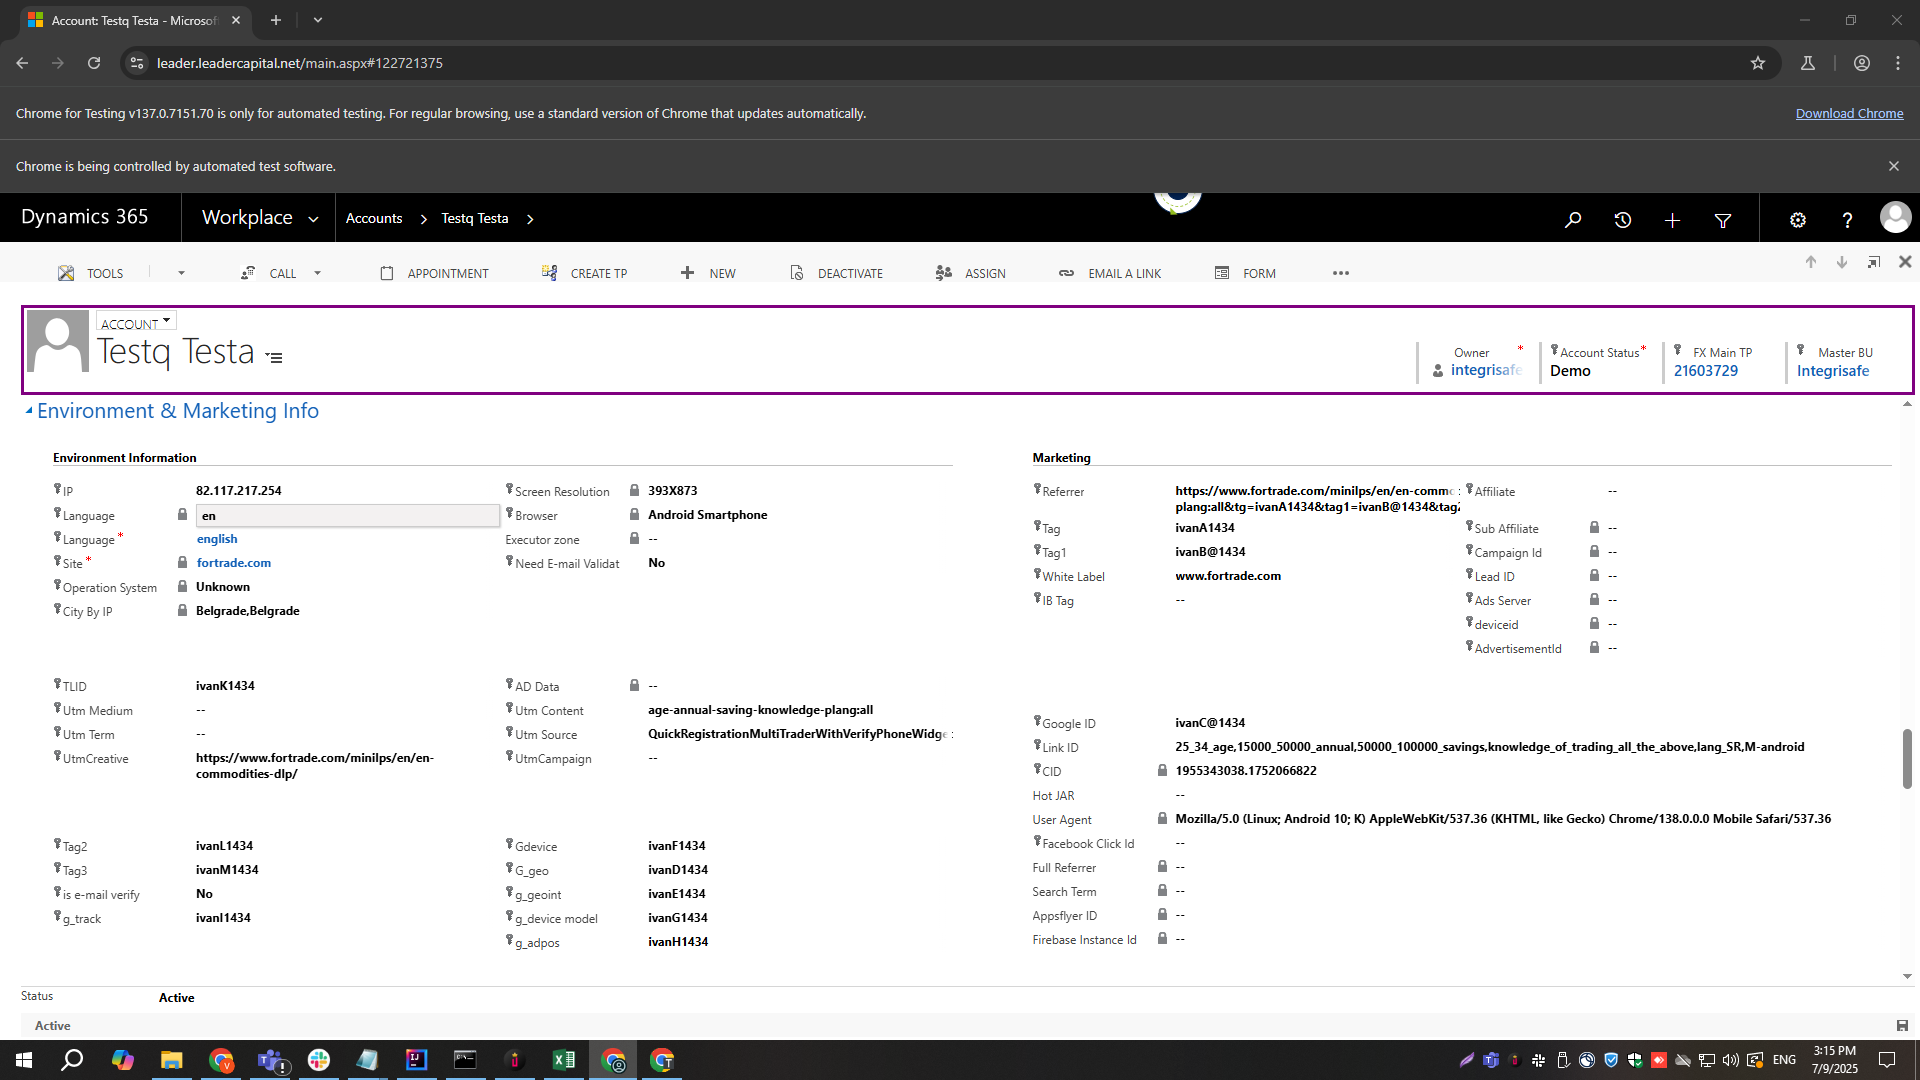 Account: Testq Testa - Microsof
leader.leadercapital.net/main.aspx#122721375
Chrome for Testing v137.0.7151.70 is only for automated testing. For regular browsing, use a standard version of Chrome that updates automatically.
Download Chrome
Chrome is being controlled by automated test software.
Dynamics 365
Workplace
Accounts
Testq Testa
TOOLS
CALL
APPOINTMENT
CREATE TP
NEW
DEACTIVATE
ASSIGN
EMAIL A LINK
FORM
ACCOUNT
Testq Testa
Owner *
integrisafe
Account Status *
Demo
FX Main TP
21603729
Master BU
Integrisafe
Environment & Marketing Info
Environment Information
IP 82.117.217.254
Language en
Language * english
Site * fortrade.com
Operation System Unknown
City By IP Belgrade,Belgrade
Screen Resolution 393X873
Browser Android Smartphone
Executor zone --
Need E-mail Validat No
TLID ivanK1434
Utm Medium --
Utm Term --
UtmCreative https://www.fortrade.com/minilps/en/en-
commodities-dlp/
AD Data --
Utm Content age-annual-saving-knowledge-plang:all
Utm Source QuickRegistrationMultiTraderWithVerifyPhoneWidge
UtmCampaign --
Tag2 ivanL1434
Tag3 ivanM1434
is e-mail verify No
g_track ivanI1434
Gdevice ivanF1434
G_geo ivanD1434
g_geoint ivanE1434
g_device model ivanG1434
g_adpos ivanH1434
Marketing
Referrer https://www.fortrade.com/minilps/en/en-commo
plang:all&tg=ivanA1434&tag1=ivanB@1434&tag2
Tag ivanA1434
Tag1 ivanB@1434
White Label www.fortrade.com
IB Tag --
Affiliate --
Sub Affiliate --
Campaign Id --
Lead ID --
Ads Server --
deviceid --
AdvertisementId --
Google ID ivanC@1434
Link ID 25_34_age,15000_50000_annual,50000_100000_savings,knowledge_of_trading_all_the_above,lang_SR,M-android
CID 1955343038.1752066822
Hot JAR --
User Agent Mozilla/5.0 (Linux; Android 10; K) AppleWebKit/537.36 (KHTML, like Gecko) Chrome/138.0.0.0 Mobile Safari/537.36
Facebook Click Id --
Full Referrer --
Search Term --
Appsflyer ID --
Firebase Instance Id --
Status Active
Active
ENG
3:15 PM
7/9/2025